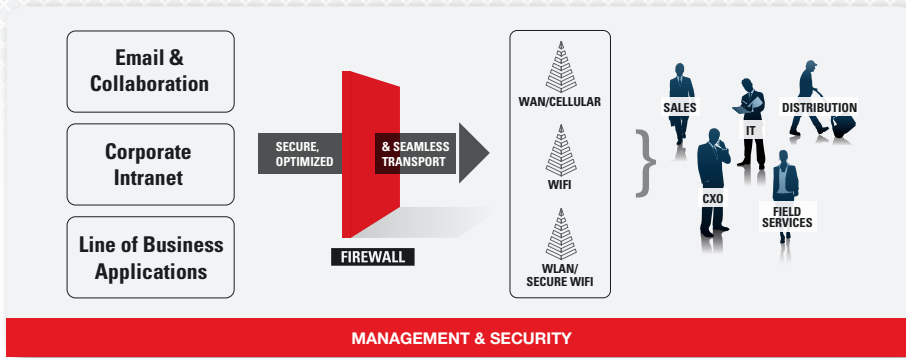 Email &
Collaboration
Corporate
Intranet
Line of Business
Applications
SECURE,
OPTIMIZED
& SEAMLESS
TRANSPORT
FIREWALL
WAN/CELLULAR
WIFI
WLAN/
SECURE WIFI
SALES
IT
DISTRIBUTION
CXO
FIELD
SERVICES
MANAGEMENT & SECURITY